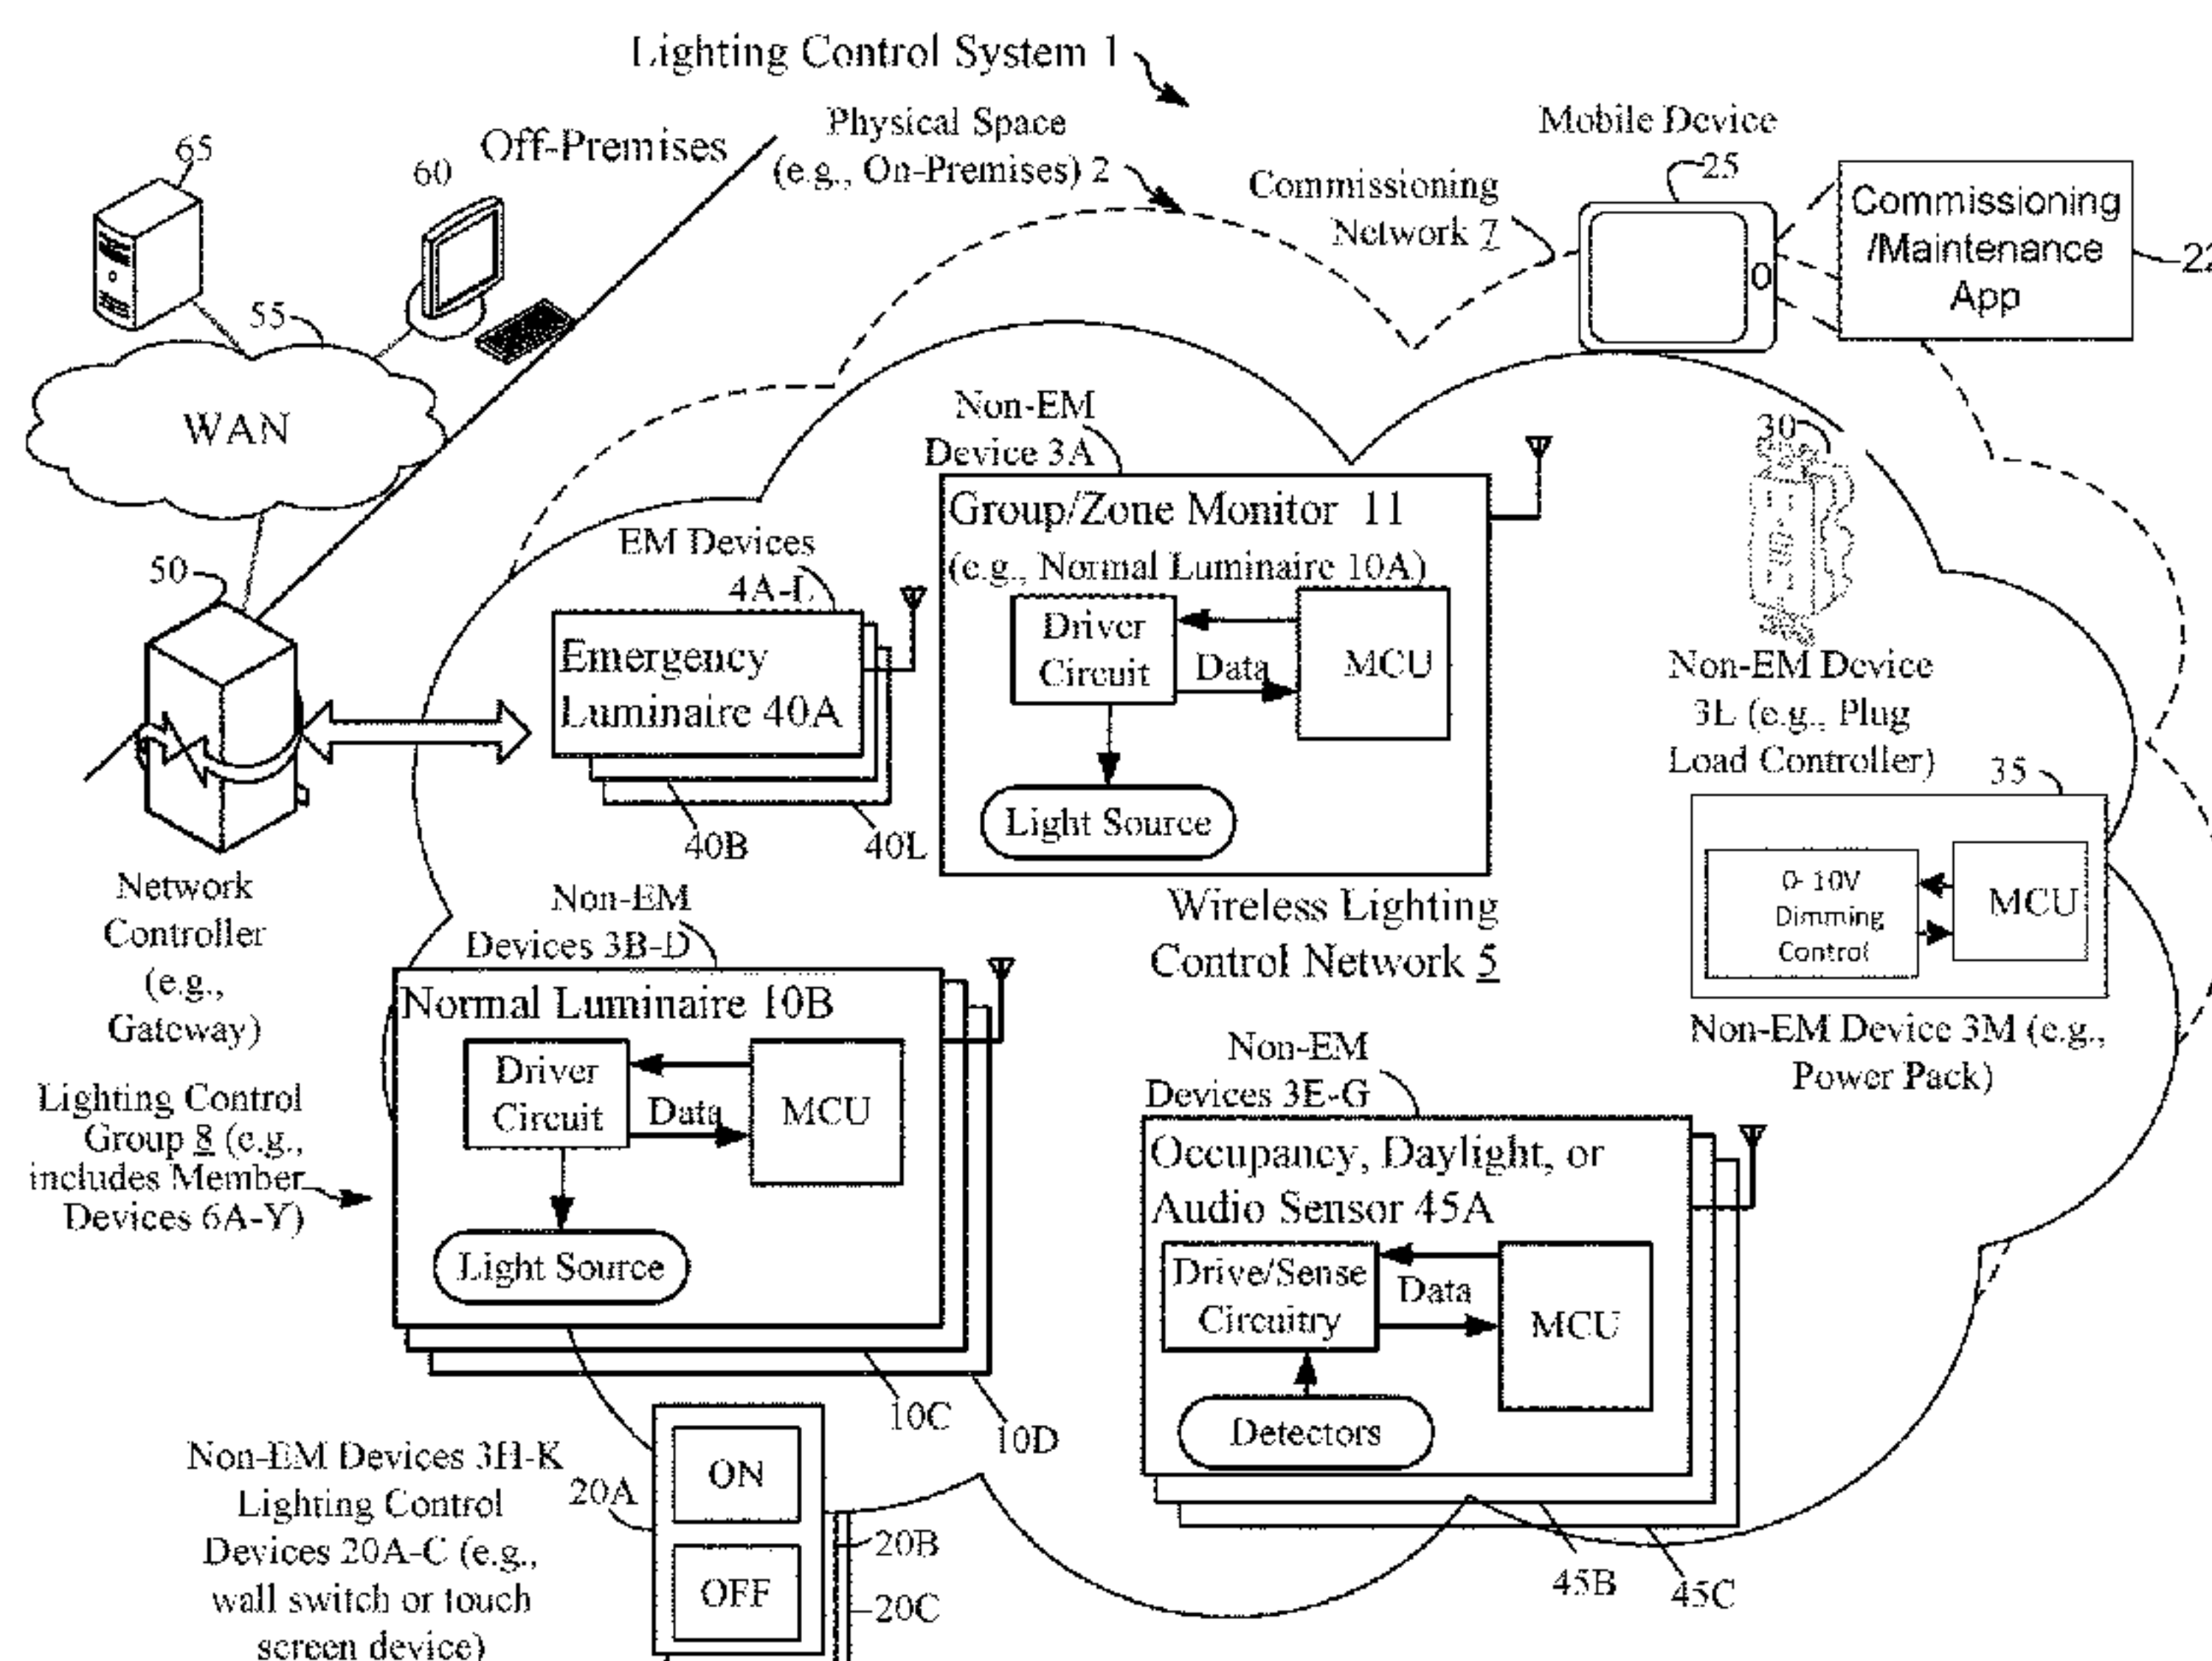 Lighting Control System 1
Off-Premises
65
60
55
WAN
50
Network
Controller
(e.g.,
Gateway)
Physical Space
(e.g., On-Premises) 2
Commissioning
Network 7
Mobile Device
25
Commissioning
/Maintenance
App
22
Non-EM
Device 3A
Group/Zone Monitor 11
(e.g., Normal Luminaire 10A)
Driver
Circuit
Data
MCU
Light Source
EM Devices
4A-L
Emergency
Luminaire 40A
40B
40L
30
Non-EM Device
3L (e.g., Plug
Load Controller)
35
0-10V
Dimming
Control
MCU
Non-EM Device 3M (e.g.,
Power Pack)
Wireless Lighting
Control Network 5
Non-EM
Devices 3B-D
Normal Luminaire 10B
Driver
Circuit
Data
MCU
Light Source
10C
10D
Lighting Control
Group 8 (e.g.,
includes Member
Devices 6A-Y)
Non-EM
Devices 3E-G
Occupancy, Daylight, or
Audio Sensor 45A
Drive/Sense
Circuitry
Data
MCU
Detectors
45B
45C
Non-EM Devices 3H-K
Lighting Control
Devices 20A-C (e.g.,
wall switch or touch
screen device)
20A
ON
OFF
20B
20C